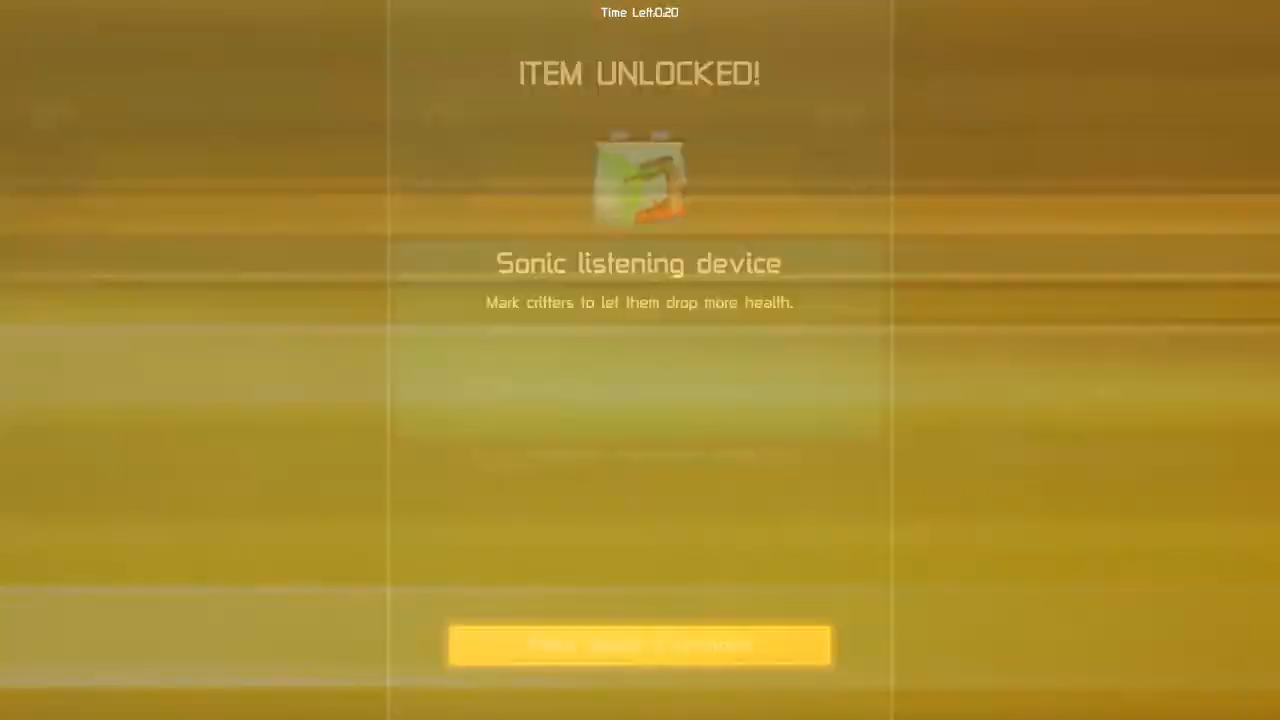 Time Left:0:20
ITEM UNLOCKED!
Sonic listening device
Mark critters to let them drop more health.